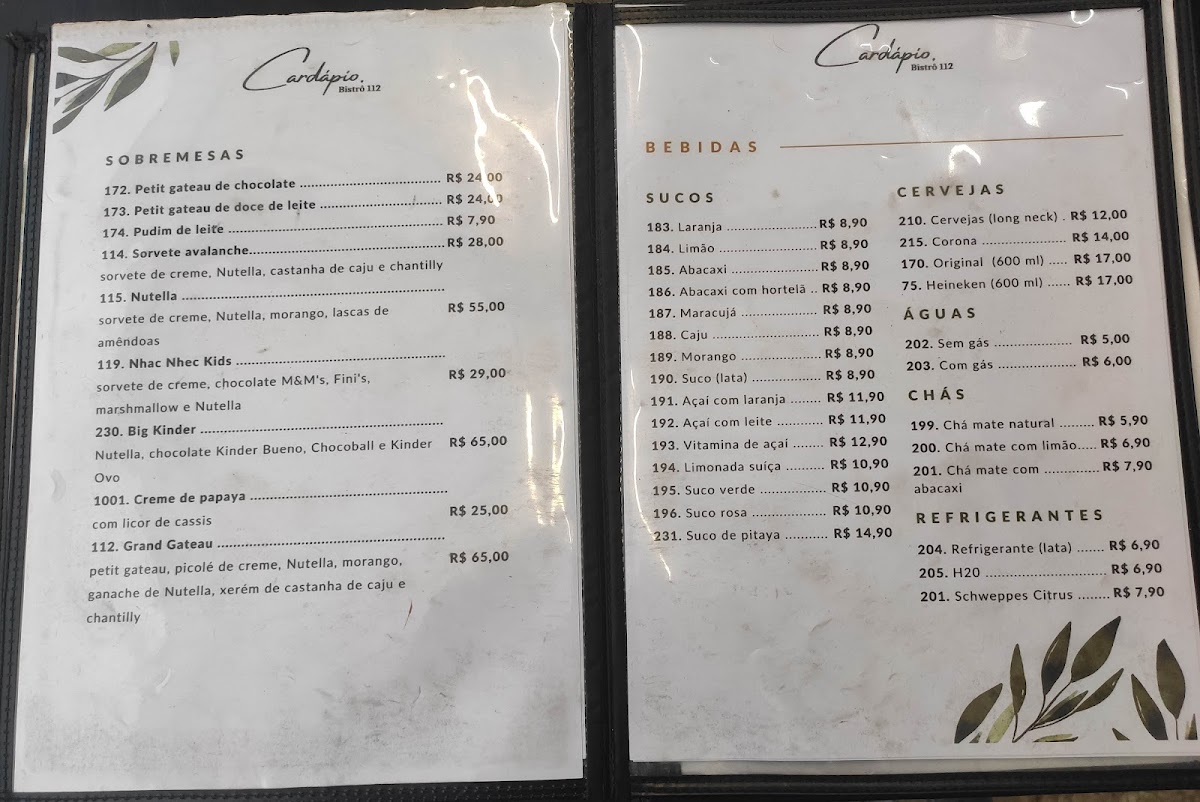 Cardápio.
Bistrô 112
SOBREMESAS
172. Petit gateau de chocolate ........ R$ 24,00
173. Petit gateau de doce de leite ........ R$ 24,00
174. Pudim de leite ........ R$ 7,90
114. Sorvete avalanche........ R$ 28,00
sorvete de creme, Nutella, castanha de caju e chantilly
115. Nutella ........
sorvete de creme, Nutella, morango, lascas de R$ 55,00
amêndoas
119. Nhac Nhec Kids ........
sorvete de creme, chocolate M&M's, Fini's, R$ 29,00
marshmallow e Nutella
230. Big Kinder ........
Nutella, chocolate Kinder Bueno, Chocoball e Kinder R$ 65,00
Ovo
1001. Creme de papaya ........
com licor de cassis R$ 25,00
112. Grand Gateau ........
petit gateau, picolé de creme, Nutella, morango, R$ 65,00
ganache de Nutella, xerém de castanha de caju e
chantilly
Cardápio.
Bistrô 112
BEBIDAS
SUCOS
183. Laranja ........ R$ 8,90
184. Limão ........ R$ 8,90
185. Abacaxi ........ R$ 8,90
186. Abacaxi com hortelã .. R$ 8,90
187. Maracujá ........ R$ 8,90
188. Caju ........ R$ 8,90
189. Morango ........ R$ 8,90
190. Suco (lata) ........ R$ 8,90
191. Açaí com laranja ........ R$ 11,90
192. Açaí com leite ........ R$ 11,90
193. Vitamina de açaí ........ R$ 12,90
194. Limonada suíça ........ R$ 10,90
195. Suco verde ........ R$ 10,90
196. Suco rosa ........ R$ 10,90
231. Suco de pitaya ........ R$ 14,90
CERVEJAS
210. Cervejas (long neck) . R$ 12,00
215. Corona ........ R$ 14,00
170. Original (600 ml) ..... R$ 17,00
75. Heineken (600 ml) ...... R$ 17,00
ÁGUAS
202. Sem gás ........ R$ 5,00
203. Com gás ........ R$ 6,00
CHÁS
199. Chá mate natural ........ R$ 5,90
200. Chá mate com limão..... R$ 6,90
201. Chá mate com ........ R$ 7,90
abacaxi
REFRIGERANTES
204. Refrigerante (lata) ....... R$ 6,90
205. H20 ........ R$ 6,90
201. Schweppes Citrus ........ R$ 7,90